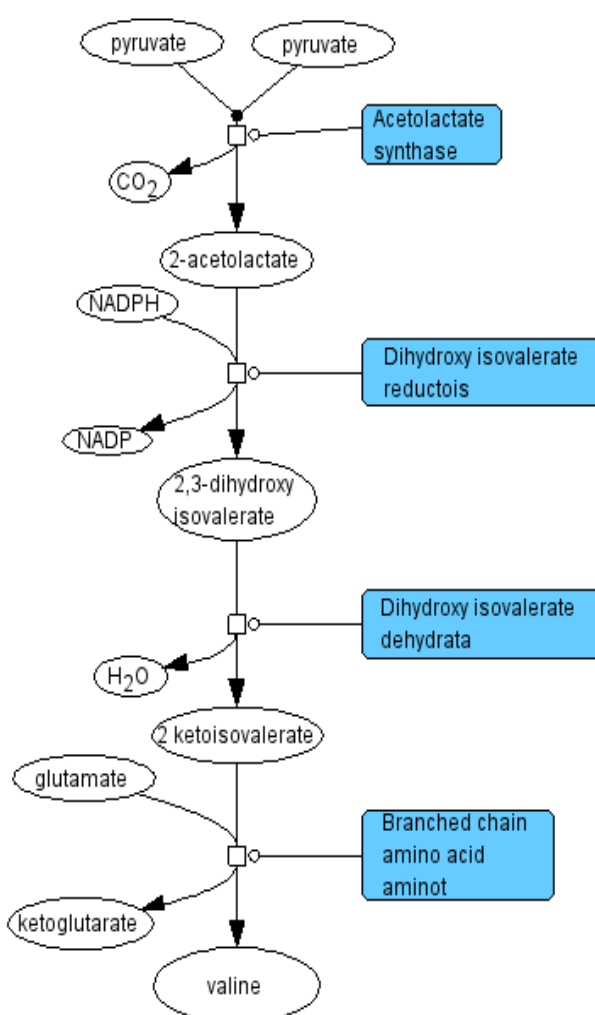 pyruvate
pyruvate
Acetolactate
synthase
CO₂
2-acetolactate
NADPH
Dihydroxy isovalerate
reductois
NADP
2,3-dihydroxy
isovalerate
Dihydroxy isovalerate
dehydrata
H₂O
2 ketoisovalerate
glutamate
Branched chain
amino acid
aminot
ketoglutarate
valine